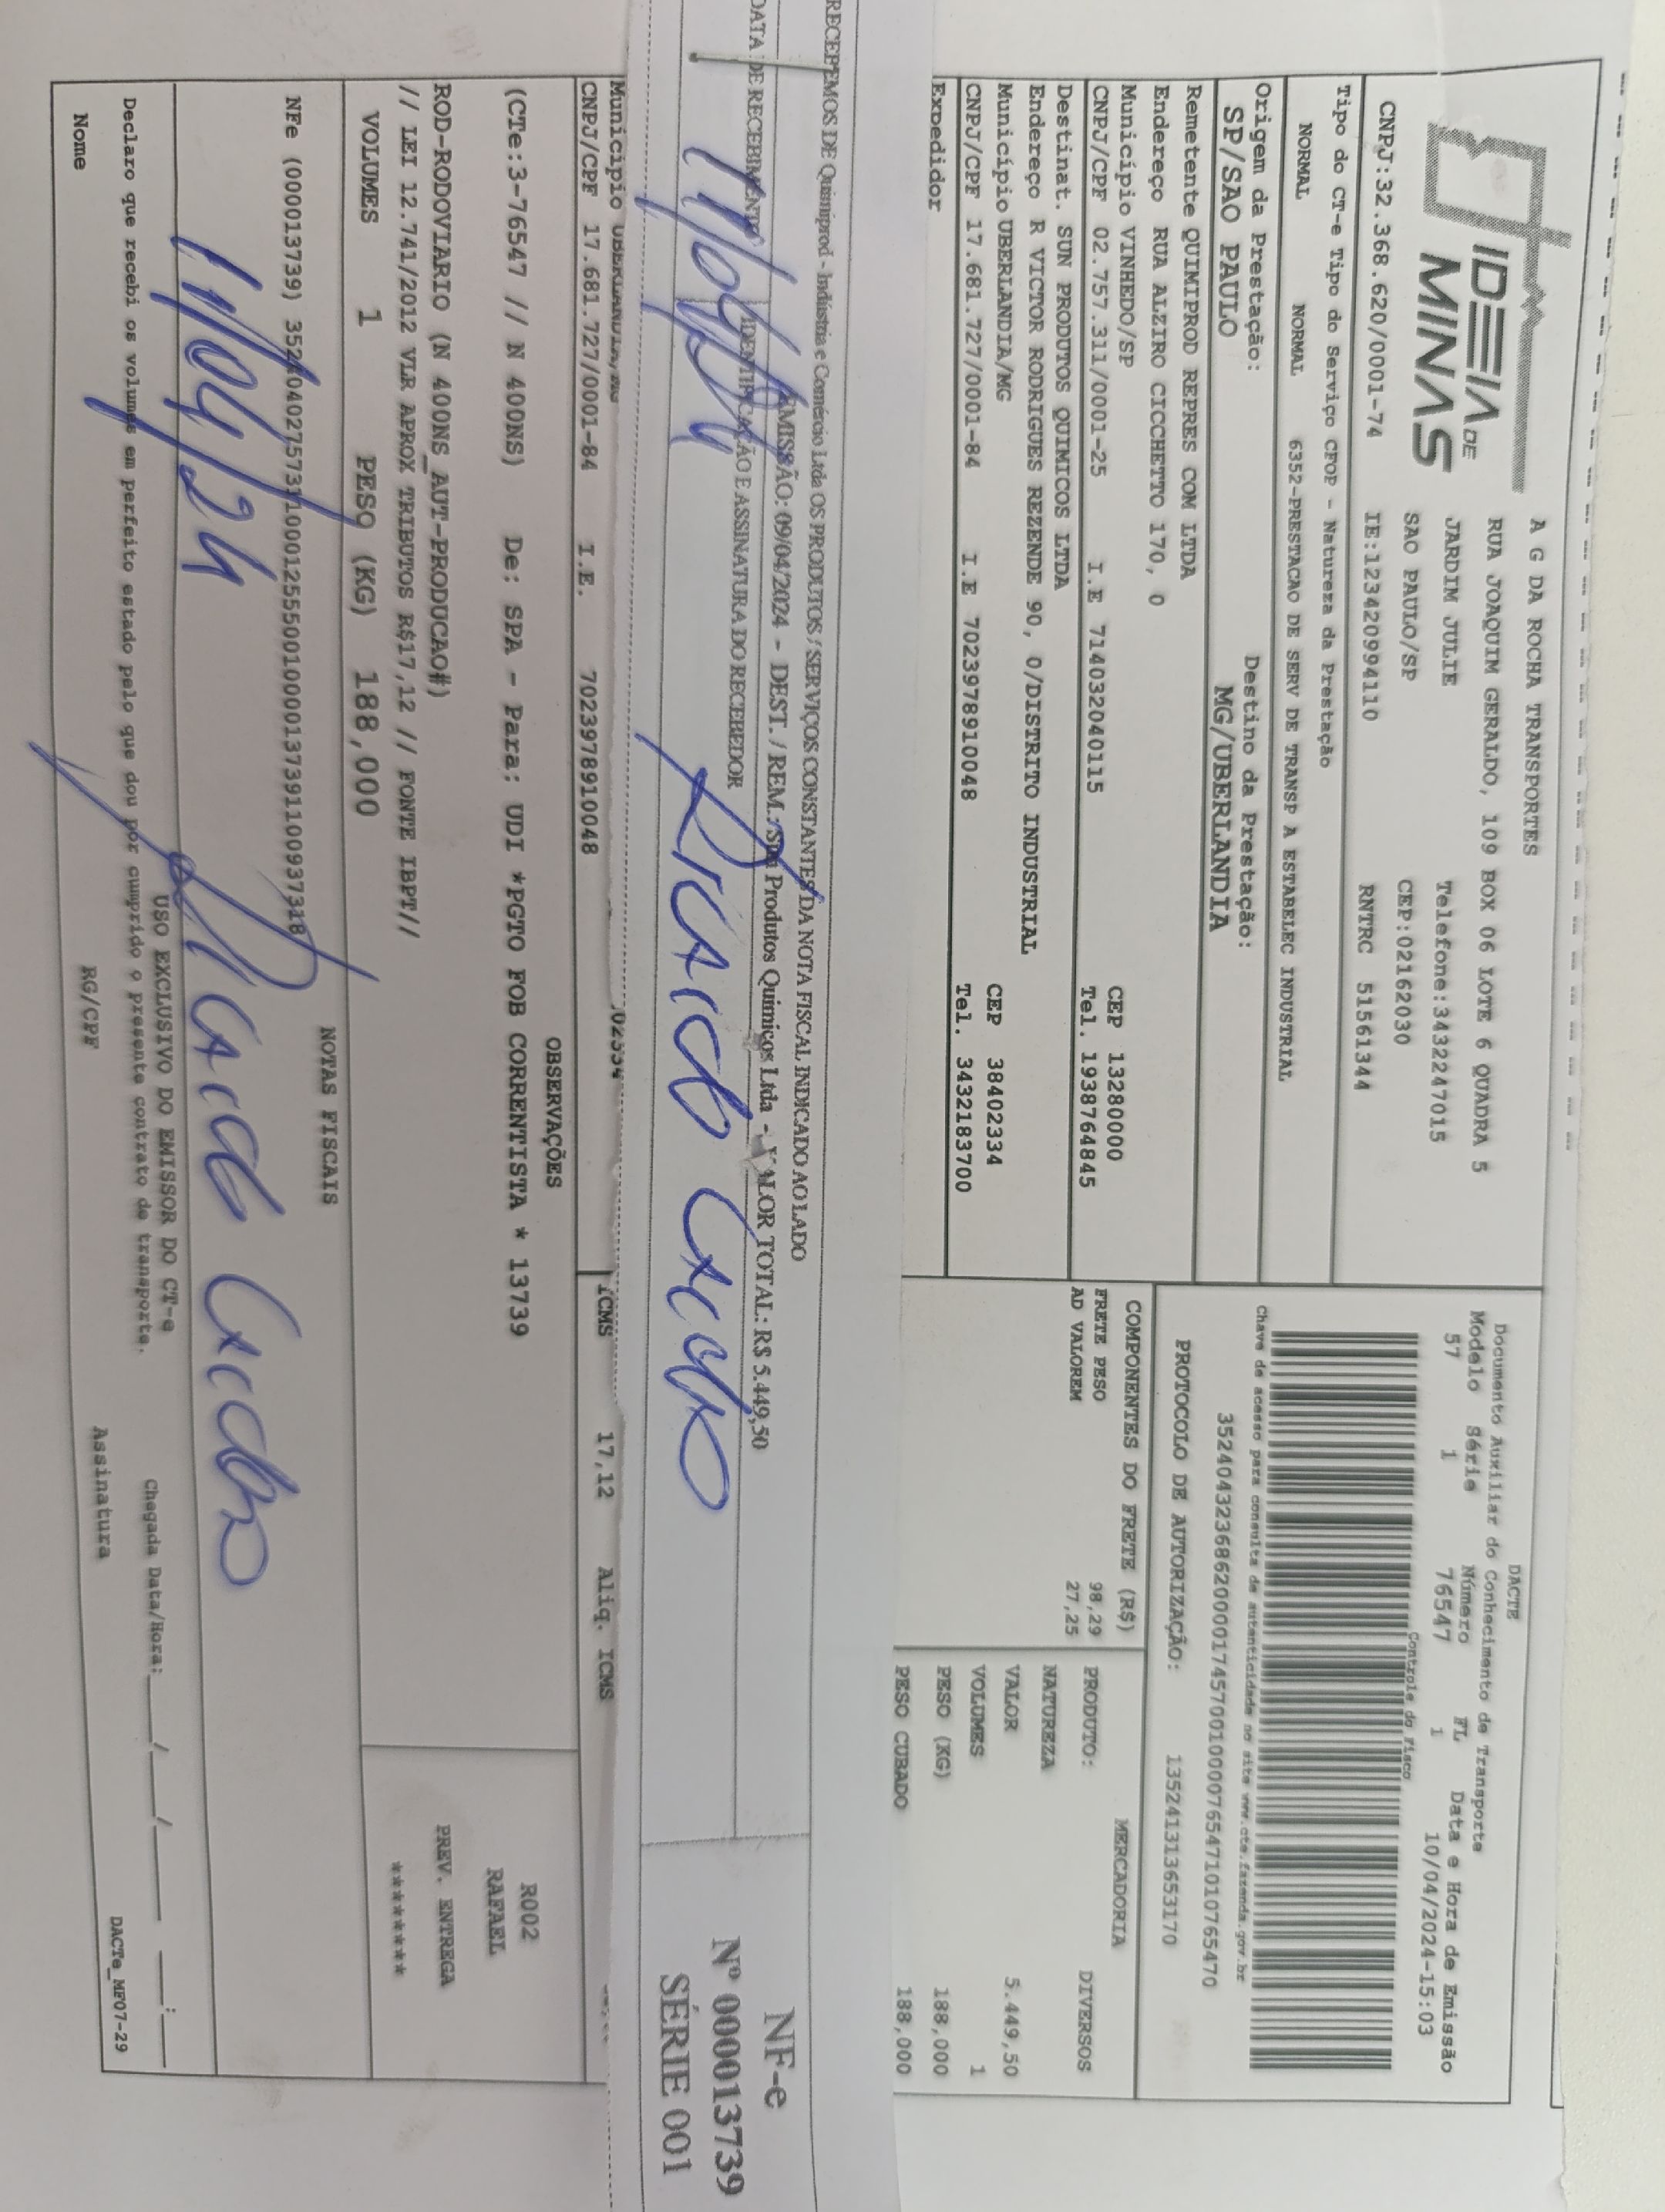 IDEIA DE
MINAS
A G DA ROCHA TRANSPORTES
RUA JOAQUIM GERALDO, 109 BOX 06 LOTE 6 QUADRA 5
JARDIM JULIE Telefone:3432247015
SAO PAULO/SP CEP:02162030
CNPJ:32.368.620/0001-74 IE:123420994110 RNTRC 51561344
Tipo do CT-e Tipo do Serviço CFOP - Natureza da Prestação
NORMAL NORMAL 6352-PRESTACAO DE SERV DE TRANSP A ESTABELEC INDUSTRIAL
Origem da Prestação: Destino da Prestação:
SP/SAO PAULO MG/UBERLANDIA
Remetente QUIMIPROD REPRES COM LTDA
Endereço RUA ALZIRO CICCHETTO 170, 0
Município VINHEDO/SP CEP 13280000
CNPJ/CPF 02.757.311/0001-25 I.E 714032040115 Tel. 1938764845
Destinat. SUN PRODUTOS QUIMICOS LTDA
Endereço R VICTOR RODRIGUES REZENDE 90, 0/DISTRITO INDUSTRIAL
Município UBERLANDIA/MG CEP 38402334
CNPJ/CPF 17.681.727/0001-84 I.E 7023978910048 Tel. 3432183700
Expedidor
DACTE
Documento Auxiliar do Conhecimento de Transporte
Modelo Série Número FL Data e Hora de Emissão
57 1 76547 1 10/04/2024-15:03
Controle do Fisco
Chave de acesso para consulta de autenticidade no site www.cte.fazenda.gov.br
35240432368620000174570010000765471010765470
PROTOCOLO DE AUTORIZAÇÃO: 135241313653170
COMPONENTES DO FRETE (R$)
FRETE PESO 98,29
AD VALOREM 27,25
MERCADORIA
PRODUTO: DIVERSOS
NATUREZA
VALOR 5.449,50
VOLUMES 1
PESO (KG) 188,000
PESO CUBADO 188,000
RECEBEMOS DE Quimiprod - Indústria e Comércio Ltda OS PRODUTOS / SERVIÇOS CONSTANTES DA NOTA FISCAL INDICADO AO LADO
EMISSÃO: 09/04/2024 - DEST. / REM.: Sun Produtos Quimicos Ltda - VALOR TOTAL: R$ 5.449,50
DATA DE RECEBIMENTO IDENTIFICAÇÃO E ASSINATURA DO RECEBEDOR
11/04/24
NF-e
Nº 000013739
SÉRIE 001
Município UBERLANDIA/MG
CNPJ/CPF 17.681.727/0001-84 I.E. 7023978910048
ICMS 17,12 Aliq. ICMS
OBSERVAÇÕES
(CTe:3-76547 // N 400NS) De: SPA - Para: UDI *PGTO FOB CORRENTISTA * 13739
ROD-RODOVIARIO (N 400NS_AUT-PRODUCAO#)
// LEI 12.741/2012 VLR APROX TRIBUTOS R$17,12 // FONTE IBPT//
R002
RAFAEL
PREV. ENTREGA
*******
VOLUMES 1 PESO (KG) 188,000
NOTAS FISCAIS
NFe (000013739) 35240402757311000125550010000137391100937318
11/04/24
USO EXCLUSIVO DO EMISSOR DO CT-e
Declaro que recebi os volumes em perfeito estado pelo que dou por cumprido o presente contrato de transporte.
Chegada Data/Hora:___/___/___ __:__
Nome RG/CPF Assinatura
DACTe_MF07-29